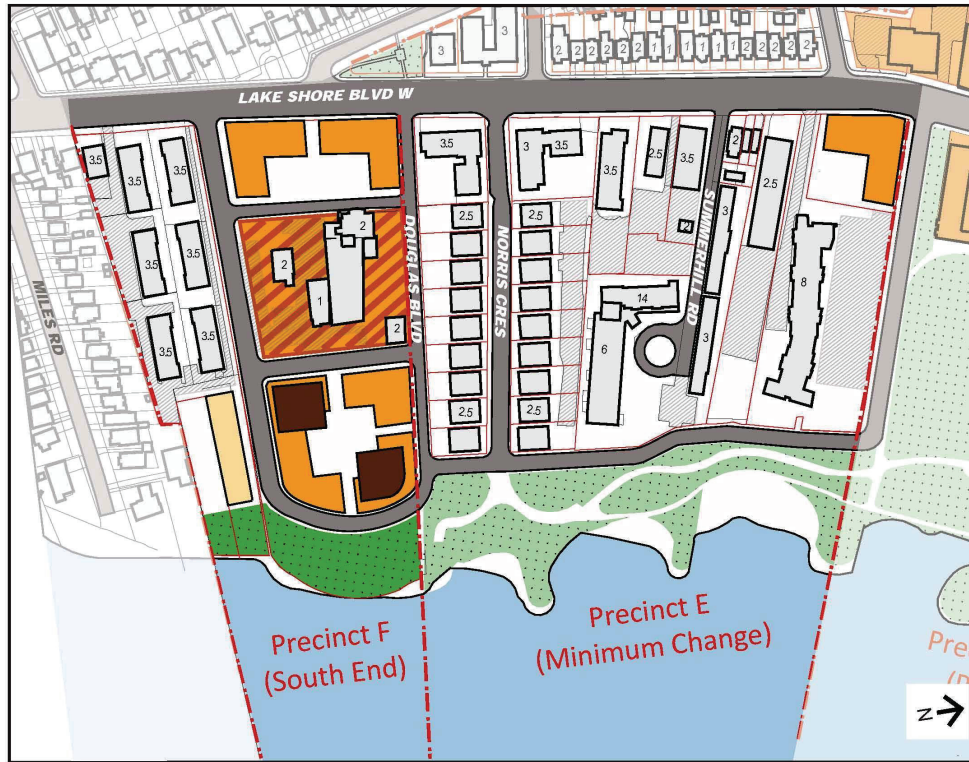 3
3
2 2 2 2 2 2 1 1 1 1 1 1 2 2 2 2 2
LAKE SHORE BLVD W
3.5
3.5
3.5
3.5
3
3.5
3.5
2.5
3.5
2
2.5
3.5
3.5
2
2
1
2
3.5
3.5
MILES RD
DOUGLAS BLVD
NORRIS CRES
SUMMERHILL RD
2.5
2.5
2
3
3
8
14
6
2.5
2.5
Precinct F
(South End)
Precinct E
(Minimum Change)
Pre
N